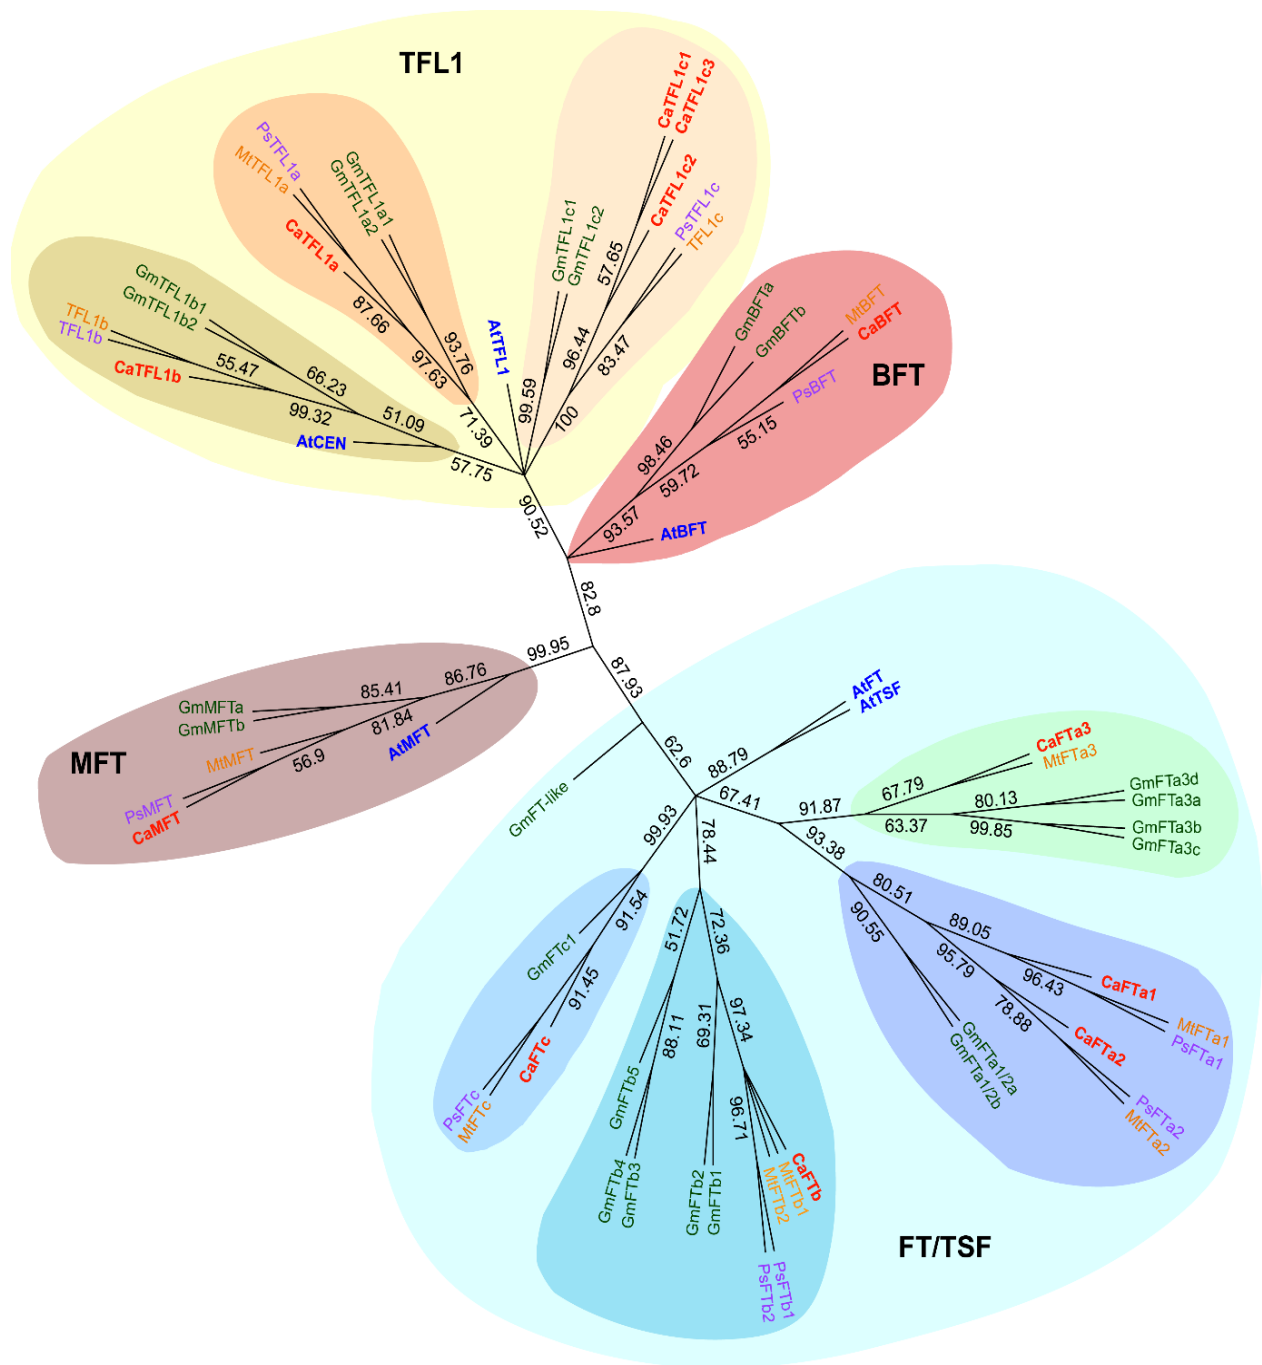 TFL1
CaTFL1c1
CaTFL1c3
CaTFL1c2
PsTFL1c
TFL1c
GmTFL1c1
GmTFL1c2
57.65
96.44
83.47
99.59
100
PsTFL1a
MtTFL1a
GmTFL1a1
GmTFL1a2
CaTFL1a
87.66
97.63
93.76
71.39
AtTFL1
GmTFL1b1
GmTFL1b2
TFL1b
TFL1b
CaTFL1b
55.47
66.23
99.32
51.09
AtCEN
57.75
90.52
BFT
GmBFTa
GmBFTb
MtBFT
CaBFT
PsBFT
98.46
59.72
55.15
93.57
AtBFT
82.8
99.95
87.93
MFT
GmMFTa
GmMFTb
MtMFT
PsMFT
CaMFT
AtMFT
85.41
86.76
81.84
56.9
FT/TSF
GmFT-like
62.6
AtFT
AtTSF
88.79
67.41
91.87
93.38
CaFTa3
MtFTa3
67.79
GmFTa3d
GmFTa3a
GmFTa3b
GmFTa3c
80.13
63.37
99.85
80.51
90.55
89.05
95.79
96.43
78.88
CaFTa1
MtFTa1
PsFTa1
CaFTa2
PsFTa2
MtFTa2
GmFTa1/2a
GmFTa1/2b
99.93
78.44
91.54
GmFTc1
91.45
CaFTc
PsFTc
MtFTc
51.72
72.36
88.11
69.31
97.34
96.71
GmFTb5
GmFTb4
GmFTb3
GmFTb2
GmFTb1
CaFTb
MtFTb1
MtFTb2
PsFTb1
PsFTb2